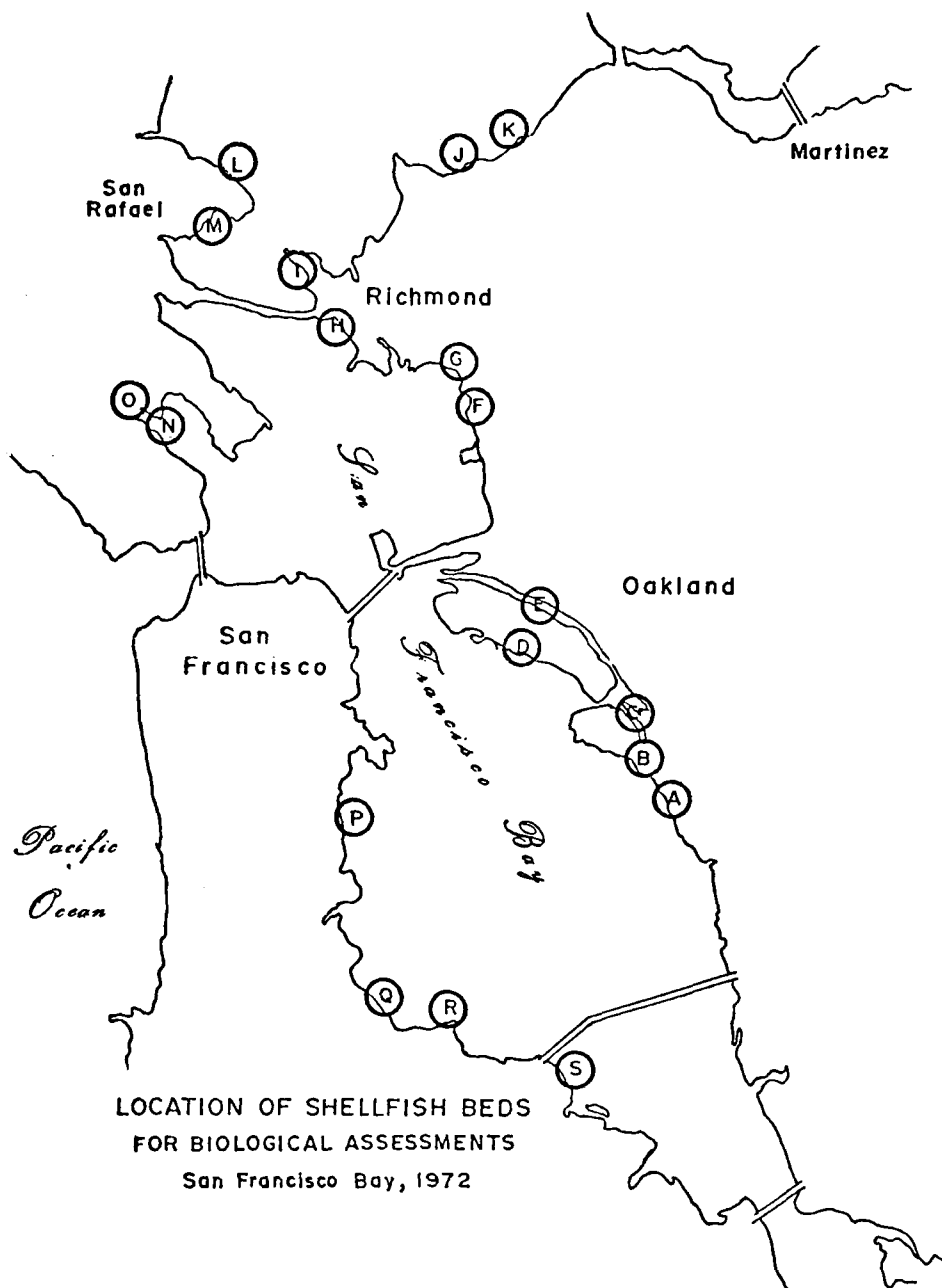 K
J
Martinez
L
San
Rafael
M
I
Richmond
H
G
F
O
N
San
E
Oakland
D
San
Francisco
Francisco
C
B
A
P
Bay
Pacific
Ocean
Q
R
S
LOCATION OF SHELLFISH BEDS
FOR BIOLOGICAL ASSESSMENTS
San Francisco Bay, 1972